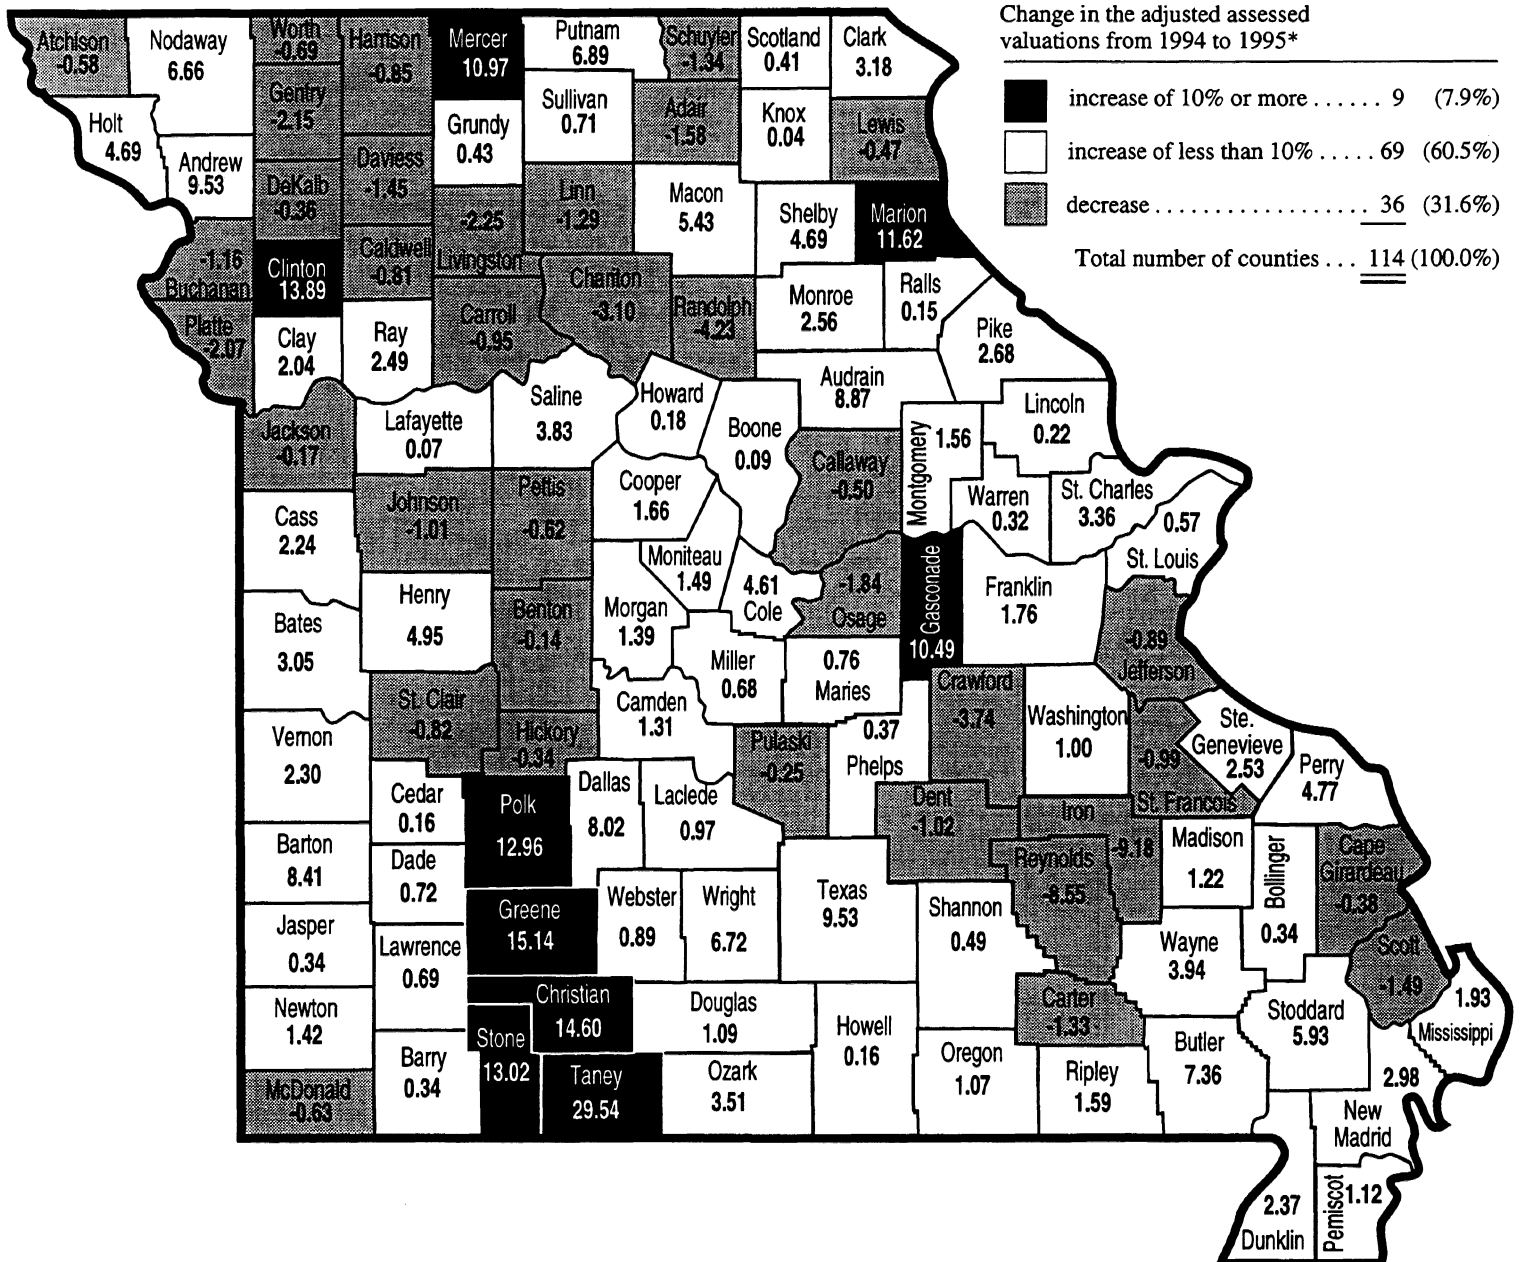 Change in the adjusted assessed
valuations from 1994 to 1995*
increase of 10% or more ...... 9 (7.9%)
increase of less than 10% ..... 69 (60.5%)
decrease .................... 36 (31.6%)
Total number of counties ... 114 (100.0%)
Atchison
-0.58
Nodaway
6.66
Worth
-0.69
Harrison
-0.85
Mercer
10.97
Putnam
6.89
Schuyler
-1.34
Scotland
0.41
Clark
3.18
Holt
4.69
Andrew
9.53
Gentry
-2.15
DeKalb
-0.36
Daviess
-1.45
Grundy
0.43
Sullivan
0.71
Adair
-1.58
Knox
0.04
Lewis
-0.47
-2.25
Livingston
Linn
-1.29
Macon
5.43
Shelby
4.69
Marion
11.62
-1.16
Buchanan
Clinton
13.89
Caldwell
-0.81
Carroll
-0.95
Chariton
-3.10
Randolph
-4.23
Monroe
2.56
Ralls
0.15
Platte
-2.07
Clay
2.04
Ray
2.49
Pike
2.68
Audrain
8.87
Jackson
-0.17
Lafayette
0.07
Saline
3.83
Howard
0.18
Boone
0.09
Callaway
-0.50
Montgomery
1.56
Lincoln
0.22
Warren
0.32
St. Charles
3.36
0.57
St. Louis
Cass
2.24
Johnson
-1.01
Pettis
-0.62
Cooper
1.66
Moniteau
1.49
4.61
Cole
-1.84
Osage
Gasconade
10.49
Franklin
1.76
-0.89
Jefferson
Bates
3.05
Henry
4.95
Benton
-0.14
Morgan
1.39
Miller
0.68
0.76
Maries
Crawford
-3.74
Washington
1.00
-0.99
St. Francois
Ste.
Genevieve
2.53
Perry
4.77
Vernon
2.30
St. Clair
-0.82
Hickory
-0.34
Camden
1.31
Pulaski
-0.25
0.37
Phelps
Dent
-1.02
Iron
-9.18
Reynolds
-8.55
Madison
1.22
Bollinger
0.34
Cape
Girardeau
-0.38
Barton
8.41
Cedar
0.16
Dade
0.72
Polk
12.96
Dallas
8.02
Laclede
0.97
Texas
9.53
Shannon
0.49
Wayne
3.94
Scott
-1.49
Jasper
0.34
Lawrence
0.69
Greene
15.14
Webster
0.89
Wright
6.72
Carter
-1.33
Stoddard
5.93
1.93
Mississippi
Newton
1.42
Christian
14.60
Stone
13.02
Douglas
1.09
Howell
0.16
Oregon
1.07
Ripley
1.59
Butler
7.36
2.98
New
Madrid
McDonald
-0.63
Barry
0.34
Taney
29.54
Ozark
3.51
2.37
Dunklin
Pemiscot
1.12